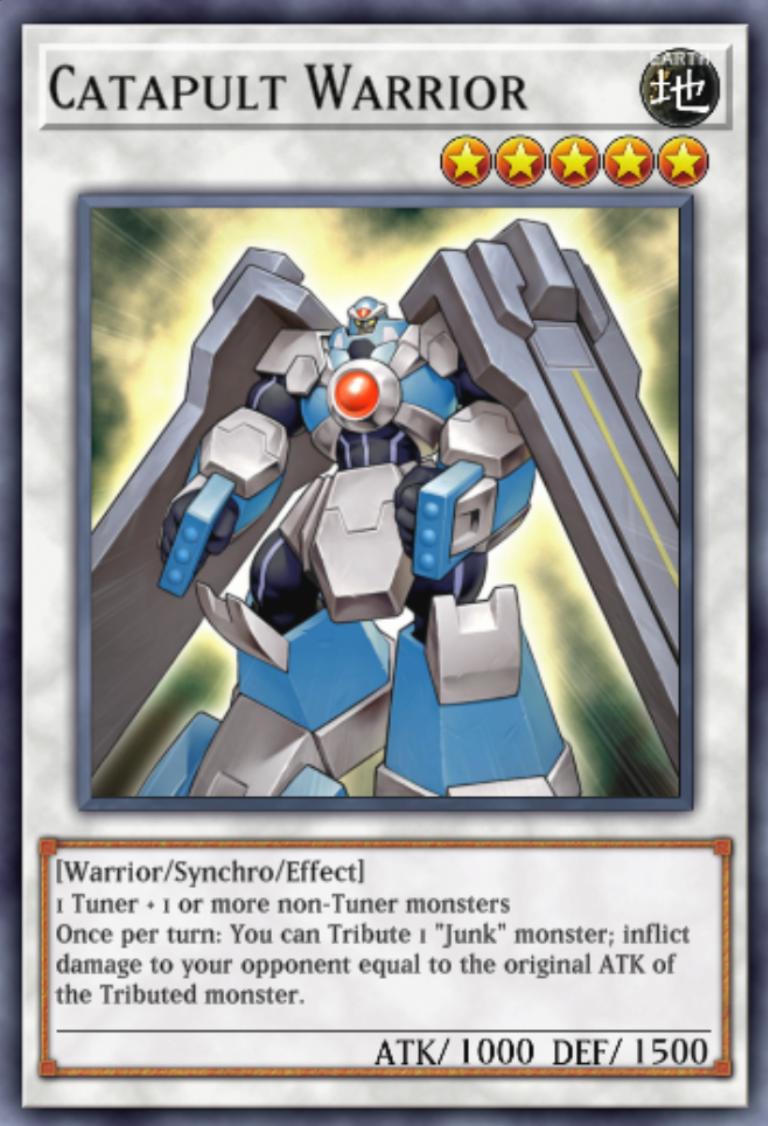 CATAPULT WARRIOR
EARTH
地
[Warrior/Synchro/Effect]
1 Tuner + 1 or more non-Tuner monsters
Once per turn: You can Tribute 1 "Junk" monster; inflict
damage to your opponent equal to the original ATK of
the Tributed monster.
ATK/ 1000 DEF/ 1500